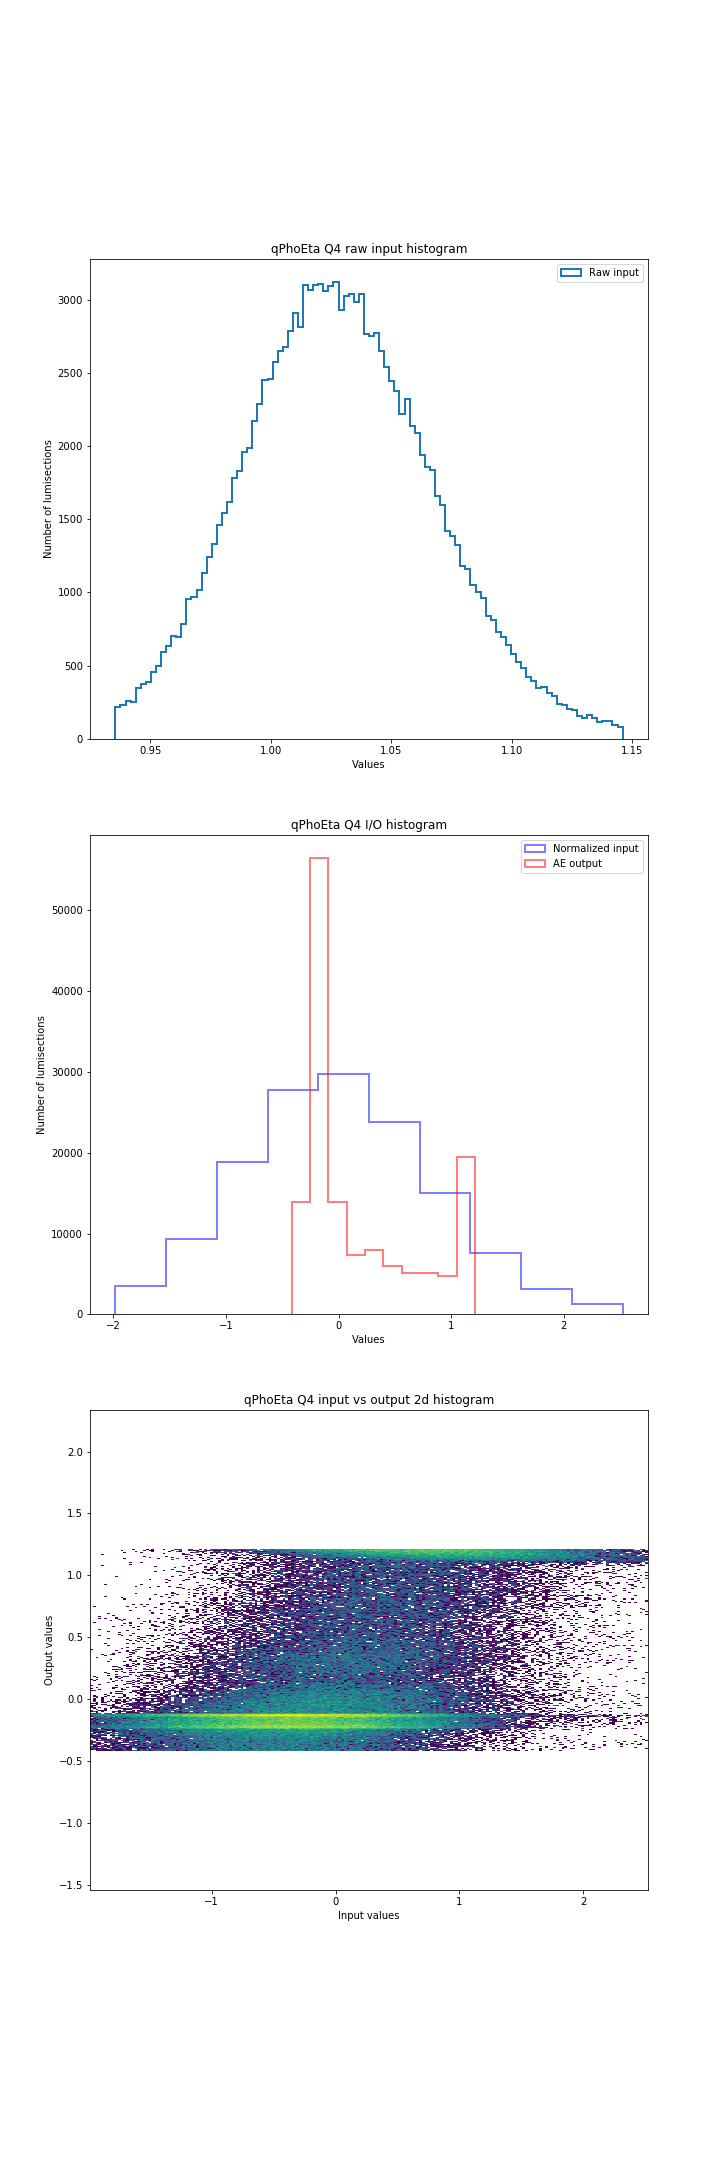 qPhoEta Q4 raw input histogram
Raw input
Number of lumisections
3000
2500
2000
1500
1000
500
0
0.95
1.00
1.05
1.10
1.15
Values
qPhoEta Q4 I/O histogram
Normalized input
AE output
Number of lumisections
50000
40000
30000
20000
10000
0
−2
−1
0
1
2
Values
qPhoEta Q4 input vs output 2d histogram
Output values
2.0
1.5
1.0
0.5
0.0
−0.5
−1.0
−1.5
−1
0
1
2
Input values